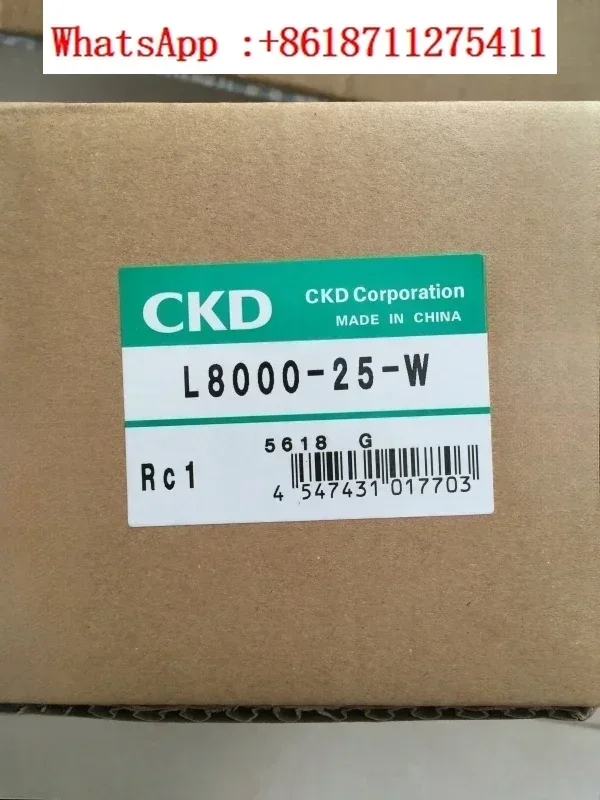 WhatsApp :+8618711275411
CKD
CKD Corporation
MADE IN CHINA
L8000-25-W
5618 G
Rc1
4 547431 017703